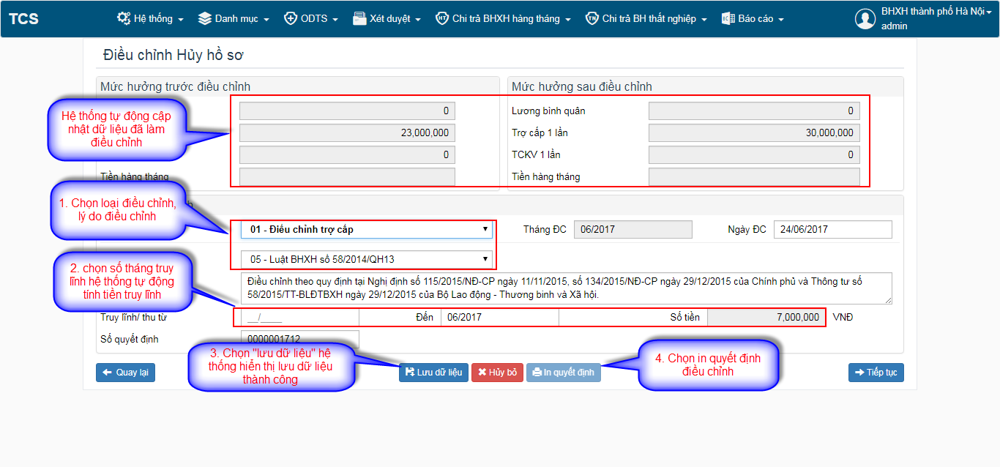 TCS
Hệ thống
Danh mục
ODTS
Xét duyệt
HT Chi trả BHXH hàng tháng
TN Chi trả BH thất nghiệp
Báo cáo
BHXH thành phố Hà Nội
admin
Điều chỉnh Hủy hồ sơ
Mức hưởng trước điều chỉnh
Mức hưởng sau điều chỉnh
Hệ thống tự động cập
nhật dữ liệu đã làm
điều chỉnh
0
Lương bình quân
0
23,000,000
Trợ cấp 1 lần
30,000,000
0
TCKV 1 lần
0
Tiền hàng tháng
Tiền hàng tháng
1. Chọn loại điều chỉnh,
lý do điều chỉnh
01 - Điều chỉnh trợ cấp
Tháng ĐC
06/2017
Ngày ĐC
24/06/2017
05 - Luật BHXH số 58/2014/QH13
2. chọn số tháng truy
lĩnh hệ thống tự động
tính tiền truy lĩnh
Điều chỉnh theo quy định tại Nghị định số 115/2015/NĐ-CP ngày 11/11/2015, số 134/2015/NĐ-CP ngày 29/12/2015 của Chính phủ và Thông tư số
58/2015/TT-BLĐTBXH ngày 29/12/2015 của Bộ Lao động - Thương binh và Xã hội.
Truy lĩnh/ thu từ
__/____
Đến
06/2017
Số tiền
7,000,000
VNĐ
Số quyết định
0000001712
3. Chọn "lưu dữ liệu" hệ
thống hiển thị lưu dữ liệu
thành công
4. Chọn in quyết định
điều chỉnh
Quay lại
Lưu dữ liệu
Hủy bỏ
In quyết định
Tiếp tục